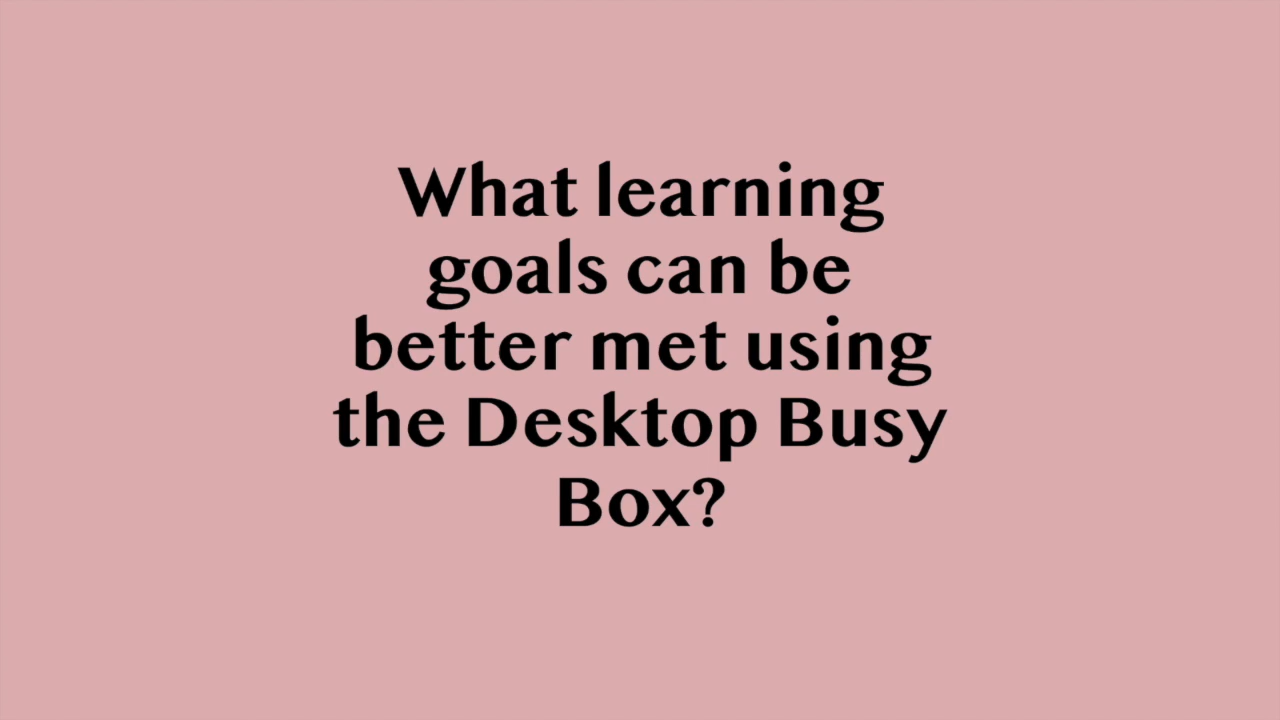 What learning
goals can be
better met using
the Desktop Busy
Box?